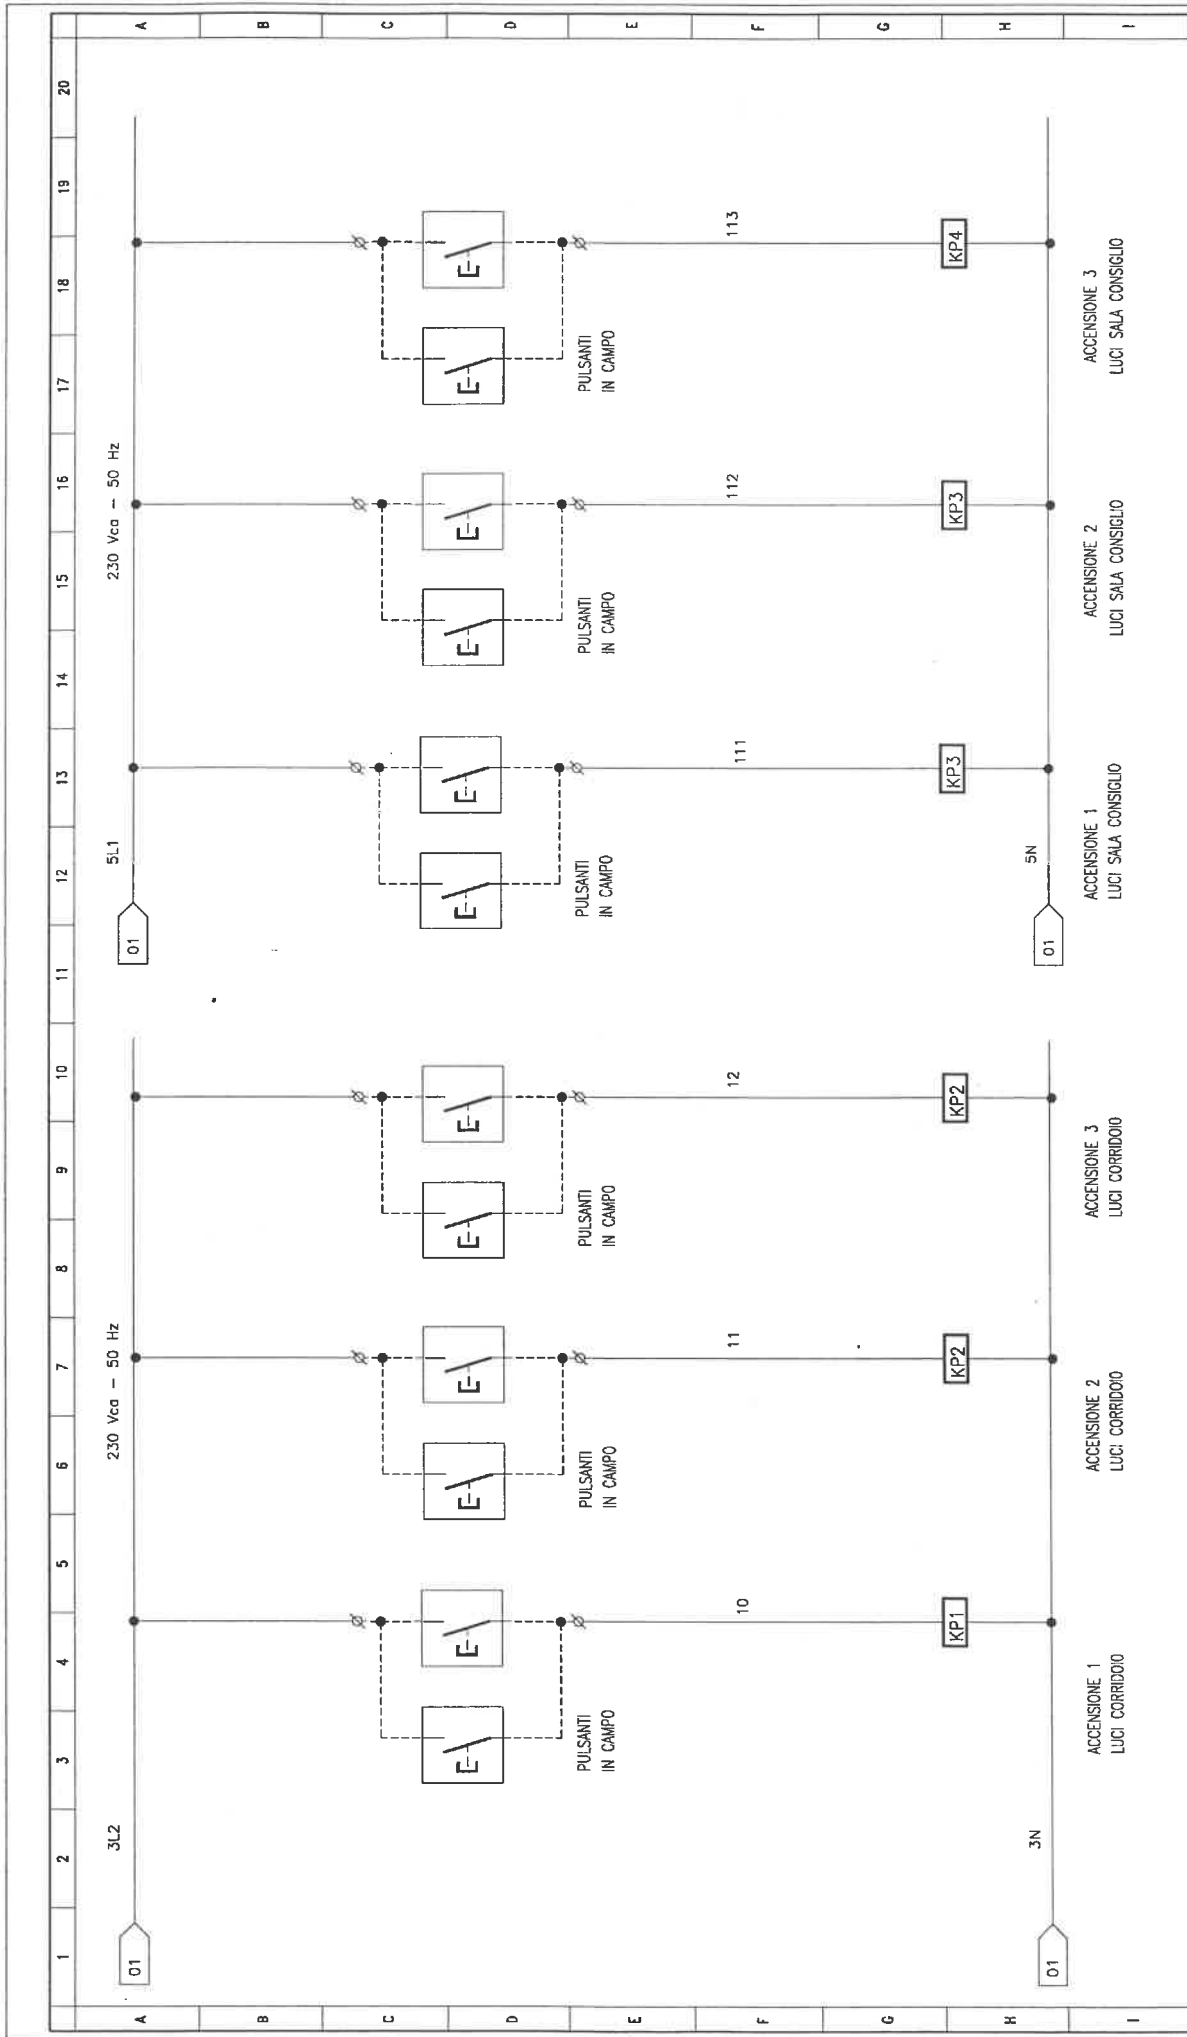 1 2 3 4 5 6 7 8 9 10 11 12 13 14 15 16 17 18 19 20
A
B
C
D
E
F
G
H
I
A
B
C
D
E
F
G
H
I
01
3L2
230 Vca – 50 Hz
01
5L1
230 Vca – 50 Hz
PULSANTI
IN CAMPO
PULSANTI
IN CAMPO
PULSANTI
IN CAMPO
PULSANTI
IN CAMPO
PULSANTI
IN CAMPO
PULSANTI
IN CAMPO
10
11
12
111
112
113
KP1
KP2
KP2
KP3
KP3
KP4
01
3N
01
5N
ACCENSIONE 1
LUCI CORRIDOIO
ACCENSIONE 2
LUCI CORRIDOIO
ACCENSIONE 3
LUCI CORRIDOIO
ACCENSIONE 1
LUCI SALA CONSIGLIO
ACCENSIONE 2
LUCI SALA CONSIGLIO
ACCENSIONE 3
LUCI SALA CONSIGLIO